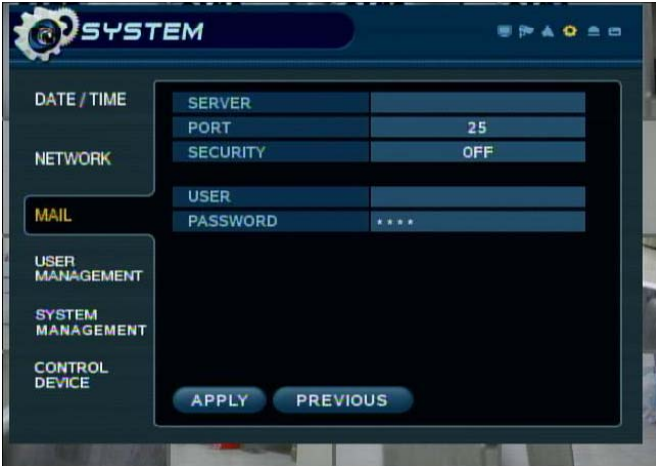 SYSTEM
DATE / TIME
NETWORK
MAIL
USER
MANAGEMENT
SYSTEM
MANAGEMENT
CONTROL
DEVICE
SERVER
PORT 25
SECURITY OFF
USER
PASSWORD ****
APPLY PREVIOUS